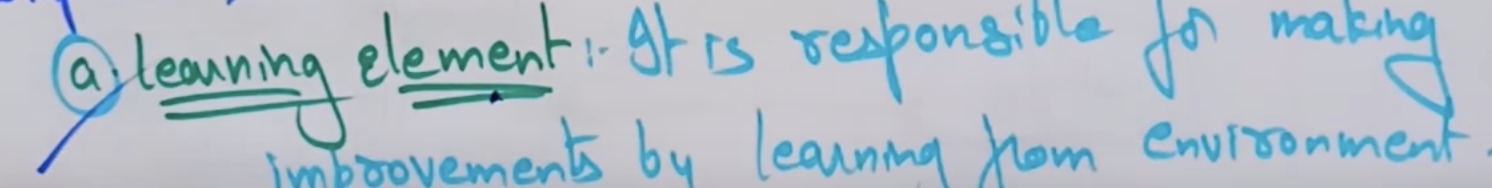 a. learning element :- It is responsible for making
improvements by learning from environment.